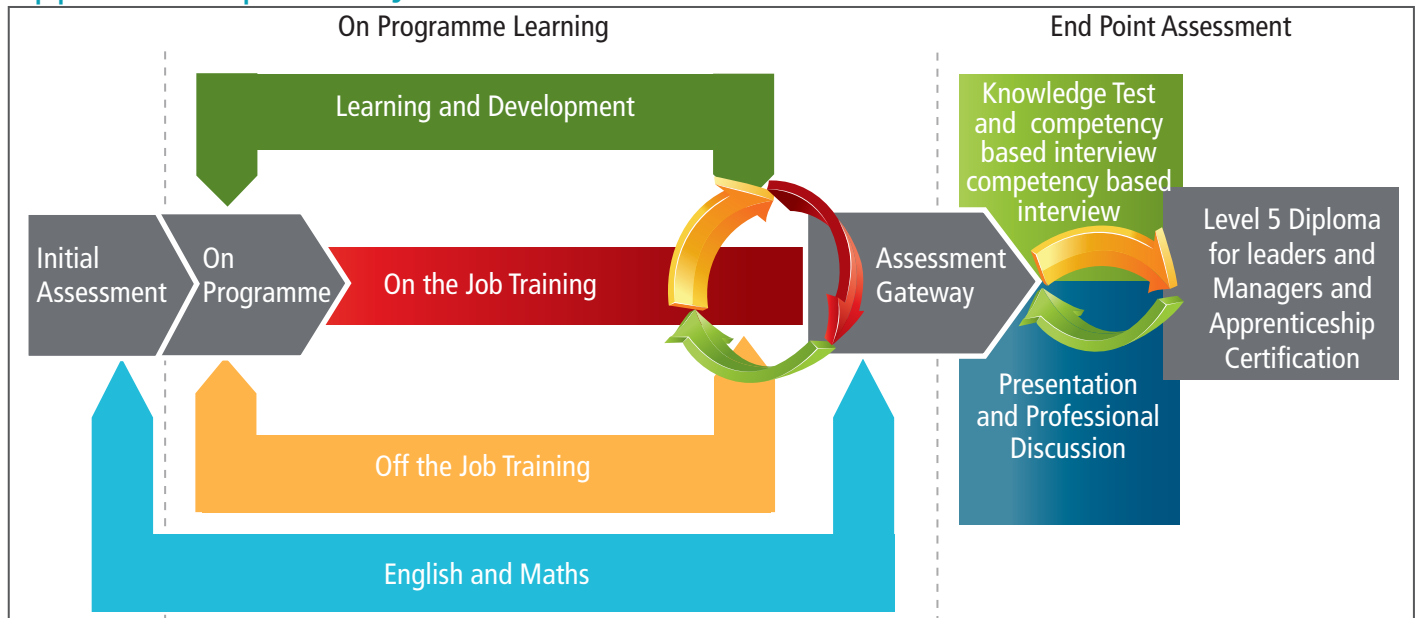 On Programme Learning
End Point Assessment
Learning and Development
Knowledge Test
and competency
based interview
competency based
interview
Initial
Assessment
On
Programme
On the Job Training
Assessment
Gateway
Level 5 Diploma
for leaders and
Managers and
Apprenticeship
Certification
Presentation
and Professional
Discussion
Off the Job Training
English and Maths